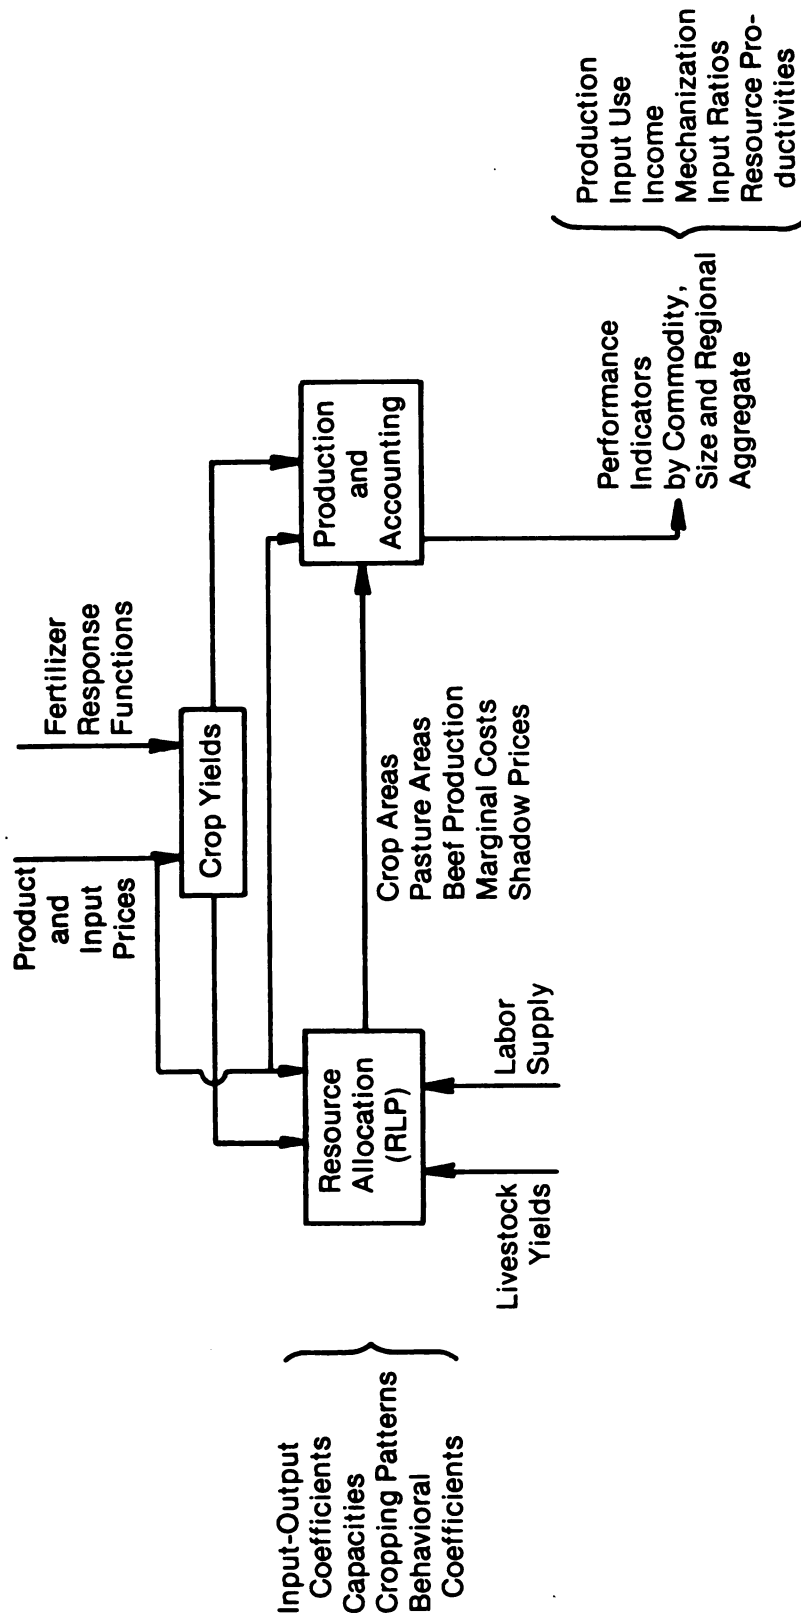 Product
and
Input
Prices
Fertilizer
Response
Functions
Crop Yields
Input-Output
Coefficients
Capacities
Cropping Patterns
Behavioral
Coefficients
Resource
Allocation
(RLP)
Livestock
Yields
Labor
Supply
Crop Areas
Pasture Areas
Beef Production
Marginal Costs
Shadow Prices
Production
and
Accounting
Performance
Indicators
by Commodity,
Size and Regional
Aggregate
Production
Input Use
Income
Mechanization
Input Ratios
Resource Pro-
ductivities